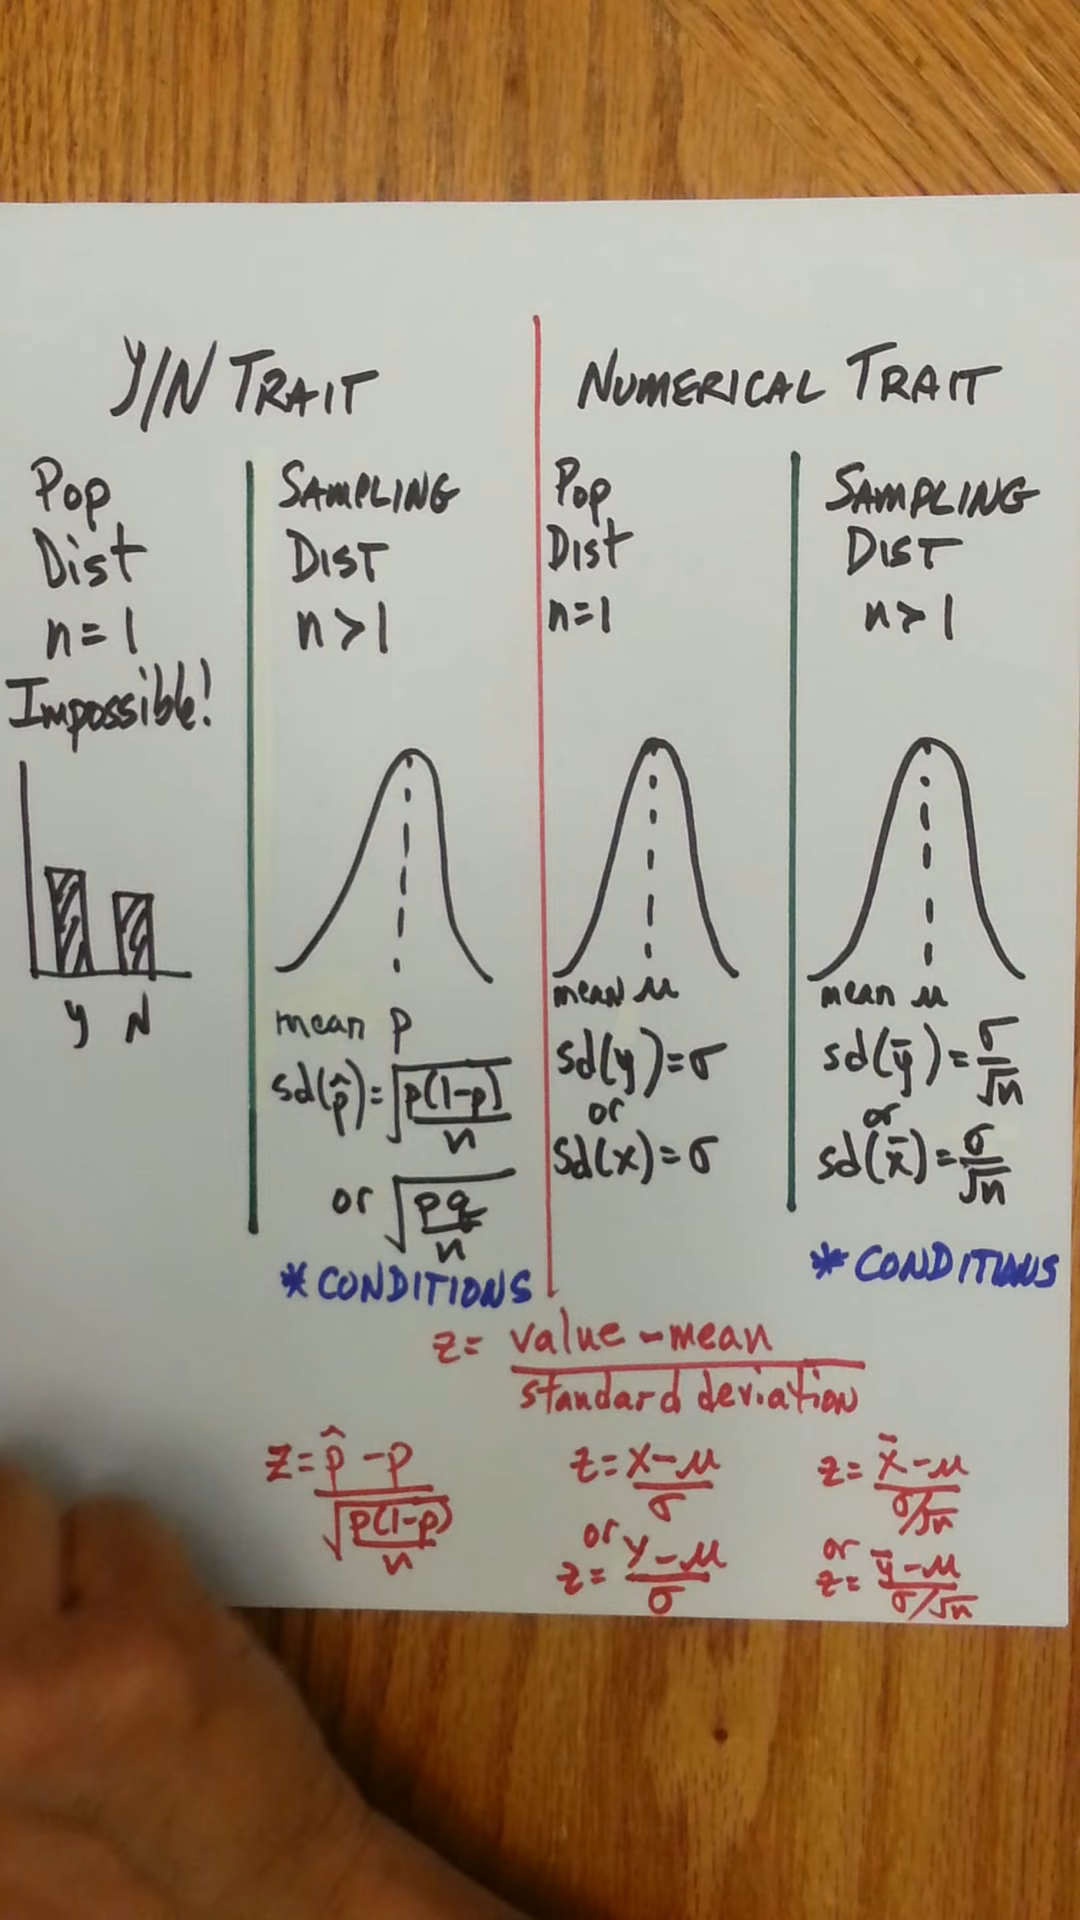 Y/N TRAIT
Pop
Dist
n=1
Impossible!
Y N
SAMPLING
DIST
n>1
mean p
sd(p̂)=√(p(1-p)/n)
or √(pq/n)
*CONDITIONS
NUMERICAL TRAIT
Pop
Dist
n=1
mean μ
sd(y)=σ
or
sd(x)=σ
SAMPLING
DIST
n>1
mean μ
sd(ȳ)=σ/√n
or
sd(x̄)=σ/√n
*CONDITIONS
z= value-mean
standard deviation
z=p̂-p
√(p(1-p)/n)
z=x-μ
σ
or
z=y-μ
σ
z=x̄-μ
σ/√n
or
z=ȳ-μ
σ/√n